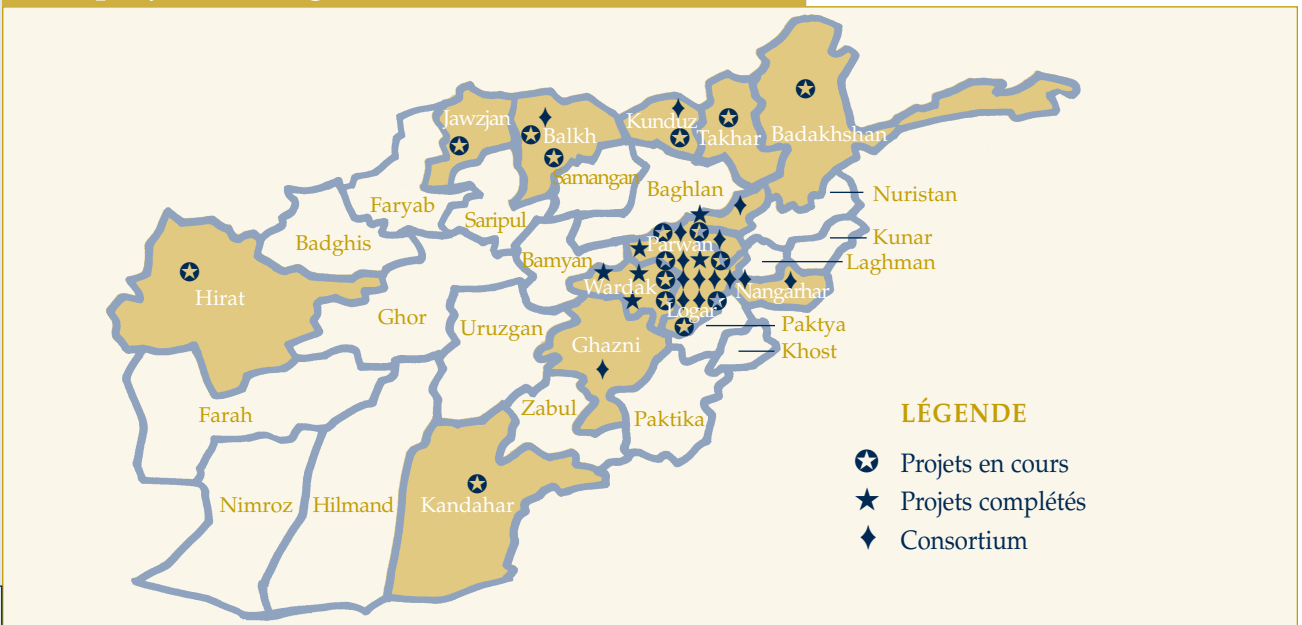 Jawzjan
Balkh
Kunduz
Takhar
Badakhshan
Samangan
Baghlan
Nuristan
Faryab
Saripul
Kunar
Badghis
Parwan
Bamyan
Laghman
Hirat
Wardak
Nangarhar
Ghor
Uruzgan
Logar
Paktya
Ghazni
Khost
Farah
Zabul
Paktika
Nimroz
Hilmand
Kandahar
LÉGENDE
Projets en cours
Projets complétés
Consortium